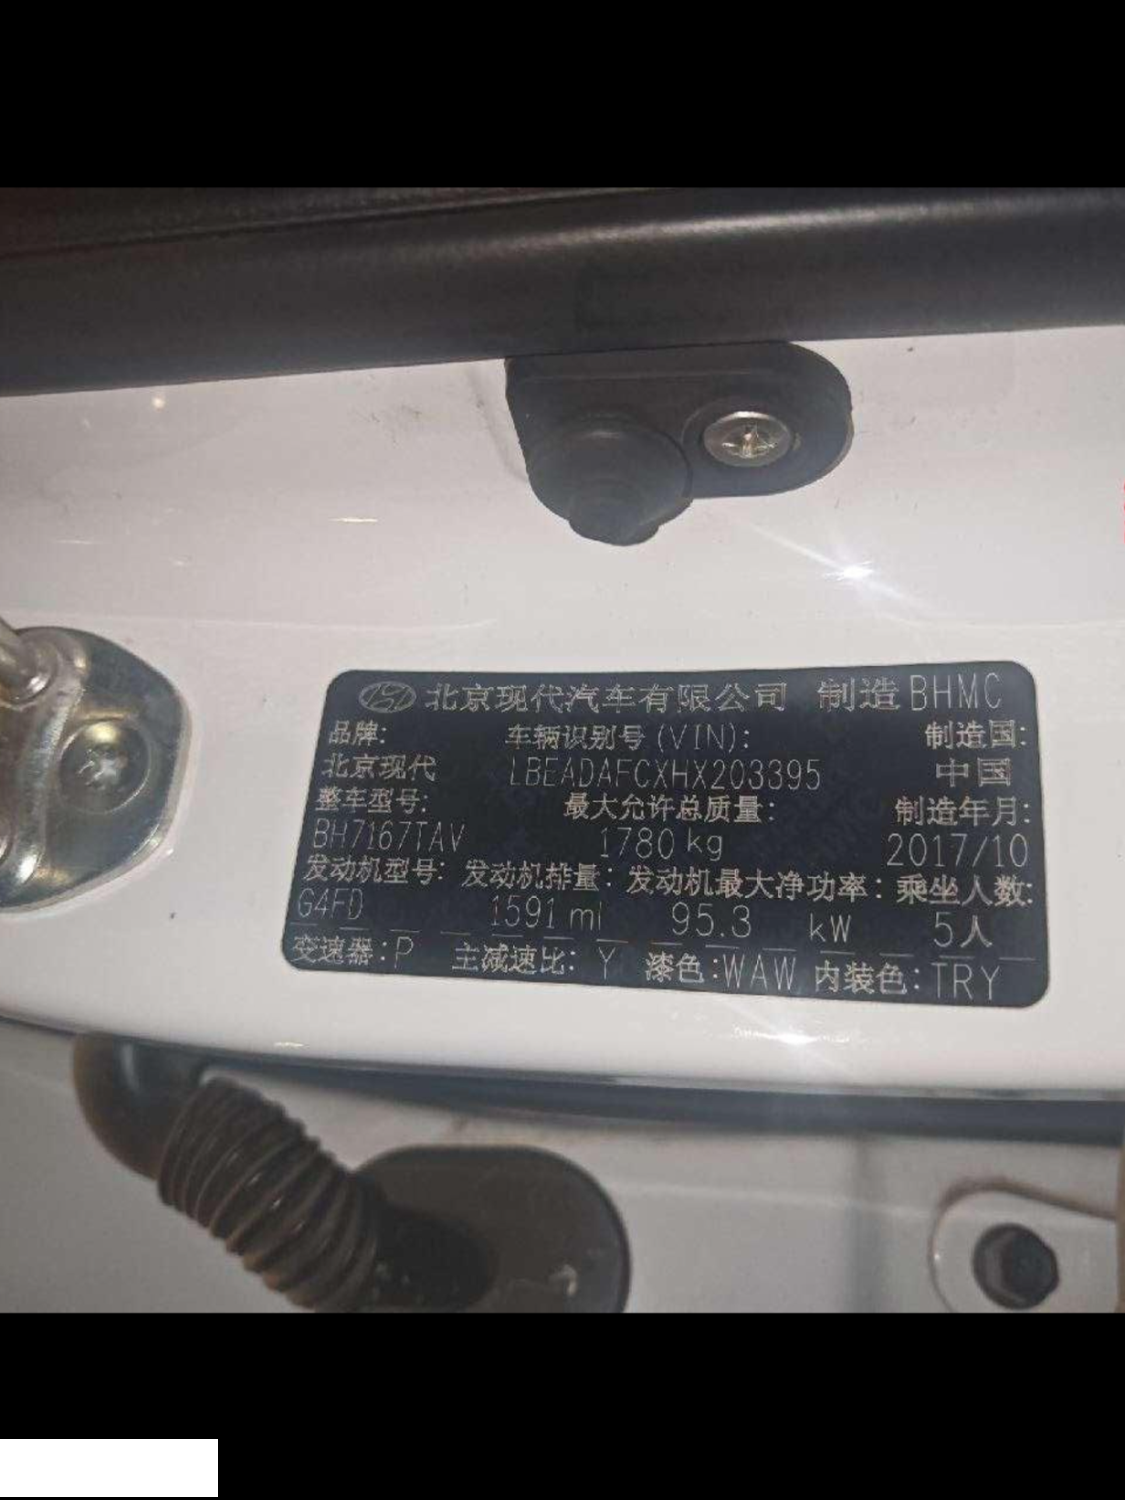 北京现代汽车有限公司 制造 BHMC
品牌: 车辆识别号(VIN): 制造国:
北京现代 LBEADAFCXHX203395 中国
整车型号: 最大允许总质量: 制造年月:
BH7167TAV 1780 kg 2017/10
发动机型号: 发动机排量: 发动机最大净功率: 乘坐人数:
G4FD 1591 ml 95.3 kW 5人
变速器:P 主减速比: Y 漆色:WAW 内装色:TRY